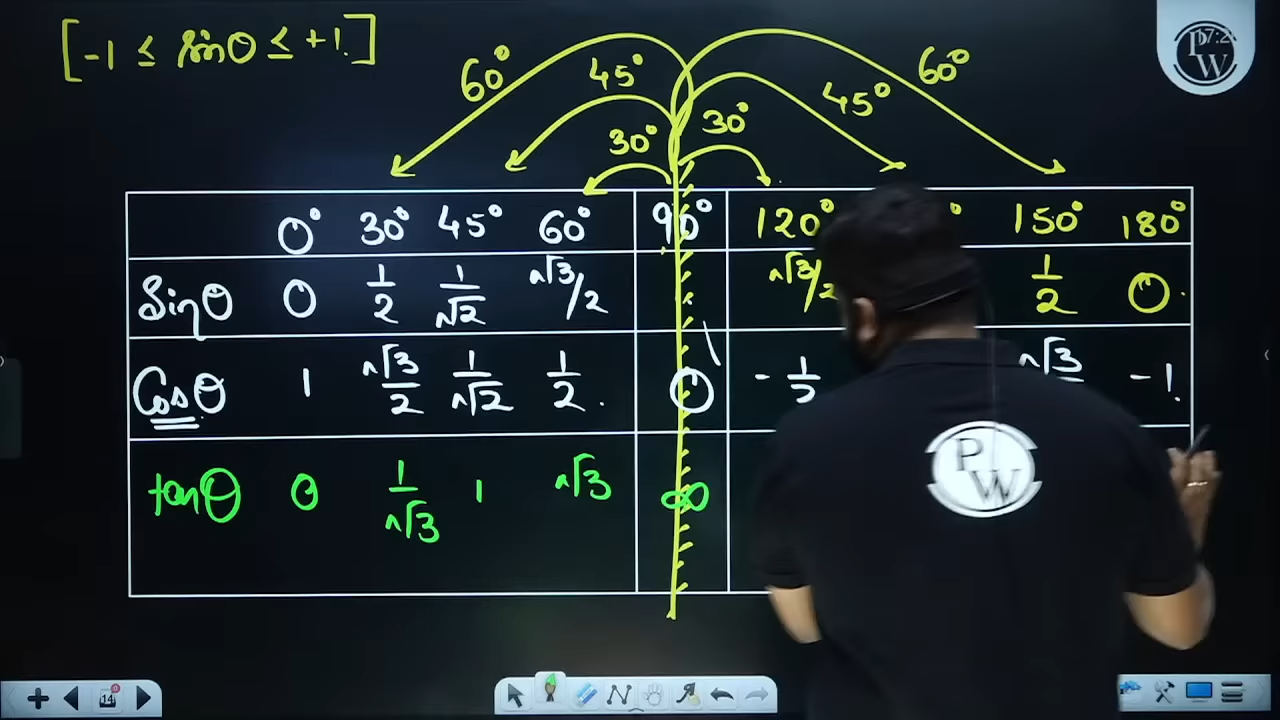 [-1 ≤ sinθ ≤ +1]
60° 45° 30° 30° 45° 60°
0° 30° 45° 60° 90° 120° 150° 180°
Sinθ 0 1/2 1/√2 √3/2 √3/2 1/2 0
Cosθ 1 √3/2 1/√2 1/2 0 -1/2 √3 -1
tanθ 0 1/√3 1 √3 ∞
P W
P W
14